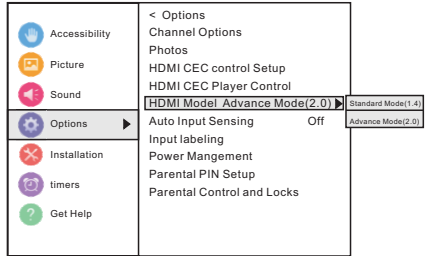 Accessibility
Picture
Sound
Options
Installation
timers
Get Help
< Options
Channel Options
Photos
HDMI CEC control Setup
HDMI CEC Player Control
HDMI Model Advance Mode(2.0)
Auto Input Sensing Off
Input labeling
Power Mangement
Parental PIN Setup
Parental Control and Locks
Standard Mode(1.4)
Advance Mode(2.0)